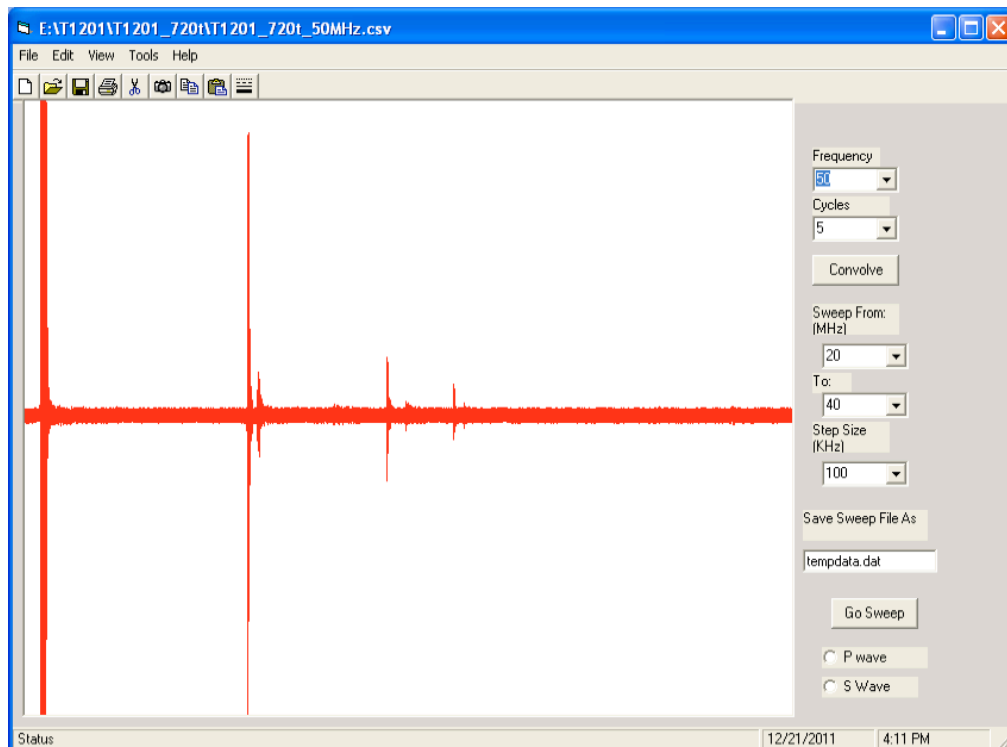 E:\T1201\T1201_720t\T1201_720t_50MHz.csv
File Edit View Tools Help
Frequency
50
Cycles
5
Convolve
Sweep From:
(MHz)
20
To:
40
Step Size
(KHz)
100
Save Sweep File As
tempdata.dat
Go Sweep
P wave
S Wave
Status 12/21/2011 4:11 PM